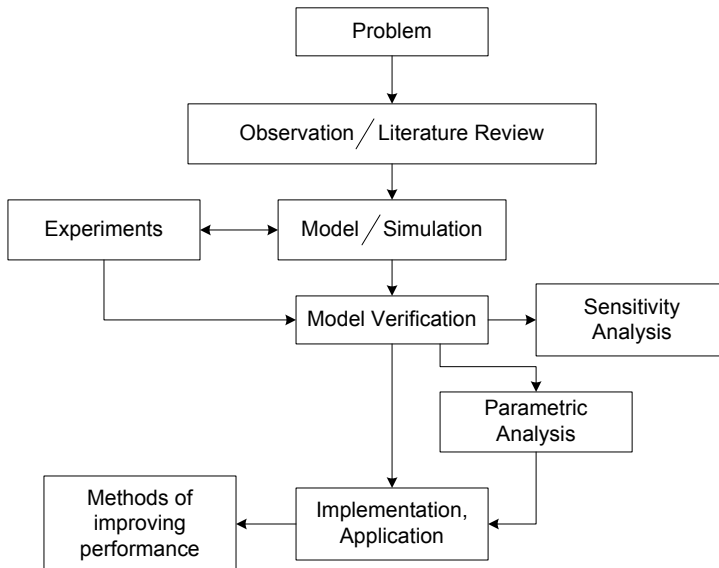 Problem
Observation / Literature Review
Experiments
Model / Simulation
Model Verification
Sensitivity
Analysis
Parametric
Analysis
Methods of
improving
performance
Implementation,
Application